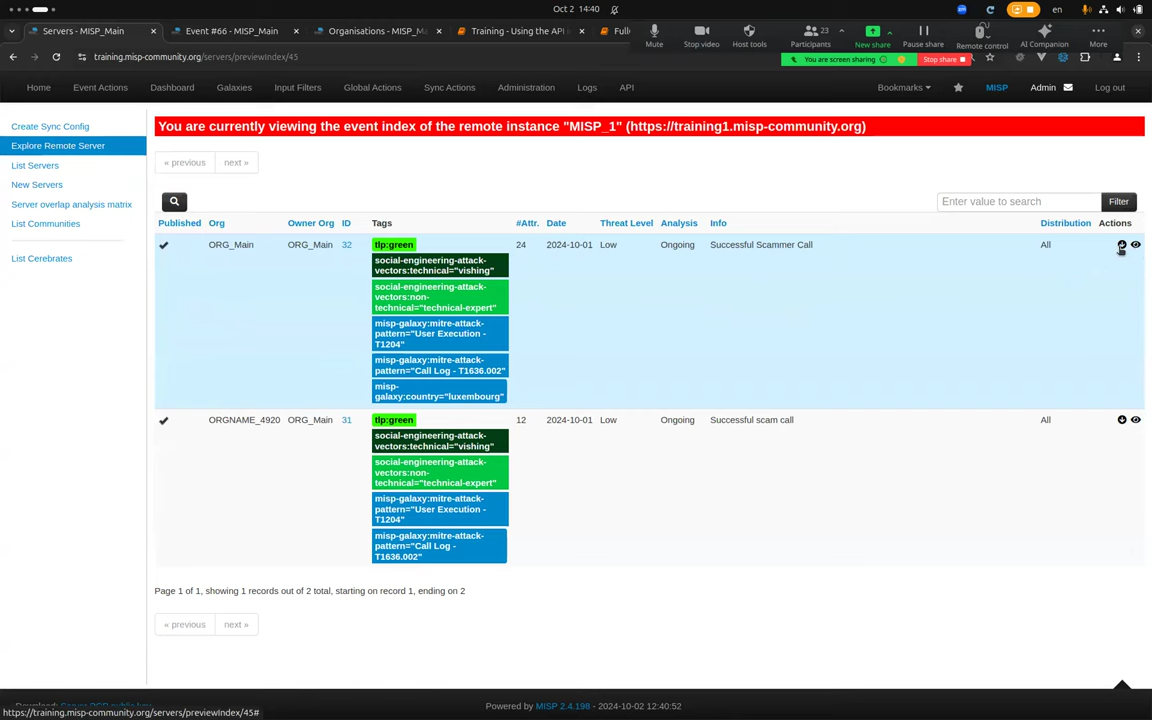 Oct 2 14:40
en
Servers - MISP_Main
Event #66 - MISP_Main
Organisations - MISP_Ma
Training - Using the API i
Full
Mute
Stop video
Host tools
Participants
23
New share
Pause share
Remote control
AI Companion
More
You are screen sharing
Stop share
training.misp-community.org/servers/previewIndex/45
Home
Event Actions
Dashboard
Galaxies
Input Filters
Global Actions
Sync Actions
Administration
Logs
API
Bookmarks
MISP
Admin
Log out
Create Sync Config
Explore Remote Server
List Servers
New Servers
Server overlap analysis matrix
List Communities
List Cerebrates
You are currently viewing the event index of the remote instance "MISP_1" (https://training1.misp-community.org)
« previous
next »
Enter value to search
Filter
Published Org Owner Org ID Tags #Attr. Date Threat Level Analysis Info Distribution Actions
ORG_Main ORG_Main 32 tlp:green 24 2024-10-01 Low Ongoing Successful Scammer Call All
social-engineering-attack-
vectors:technical="vishing"
social-engineering-attack-
vectors:non-
technical="technical-expert"
misp-galaxy:mitre-attack-
pattern="User Execution -
T1204"
misp-galaxy:mitre-attack-
pattern="Call Log - T1636.002"
misp-
galaxy:country="luxembourg"
ORGNAME_4920 ORG_Main 31 tlp:green 12 2024-10-01 Low Ongoing Successful scam call All
social-engineering-attack-
vectors:technical="vishing"
social-engineering-attack-
vectors:non-
technical="technical-expert"
misp-galaxy:mitre-attack-
pattern="User Execution -
T1204"
misp-galaxy:mitre-attack-
pattern="Call Log -
T1636.002"
Page 1 of 1, showing 1 records out of 2 total, starting on record 1, ending on 2
« previous
next »
Powered by MISP 2.4.198 - 2024-10-02 12:40:52
https://training.misp-community.org/servers/previewIndex/45#